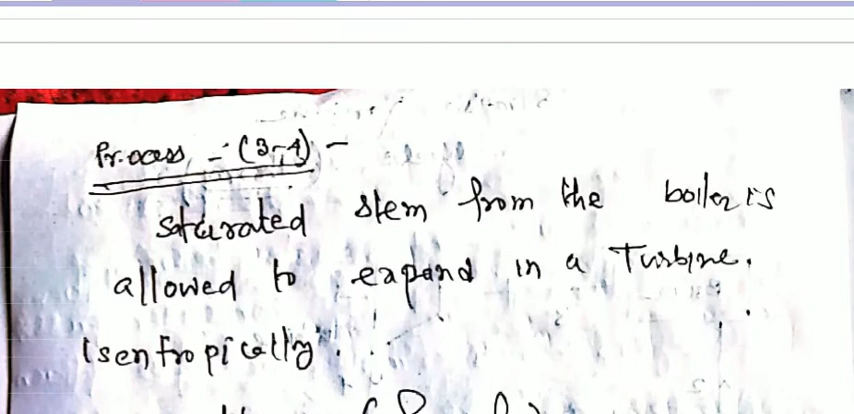 Process - (3-4) -
saturated stem from the boiler is
allowed to expand in a Turbine.
isentropically.